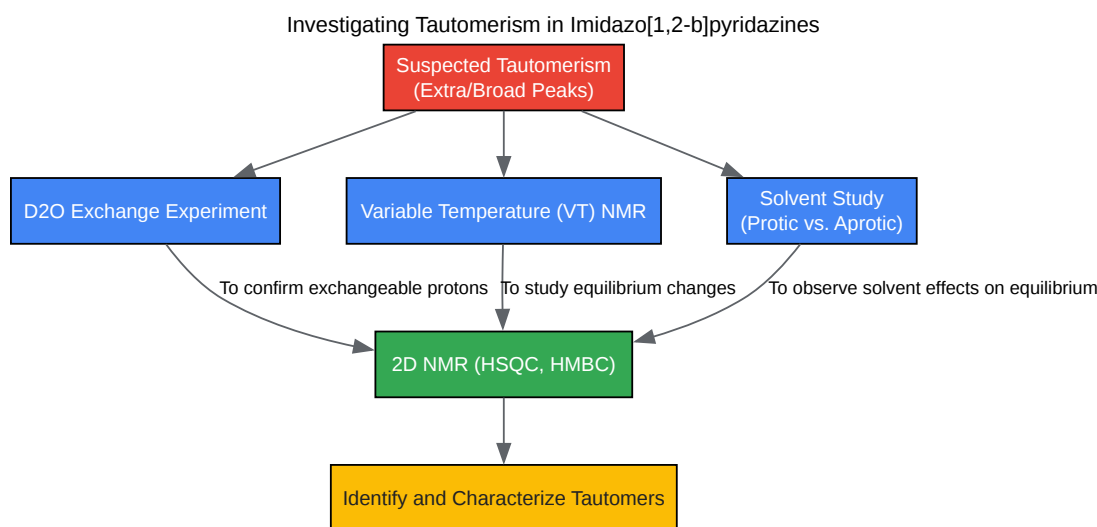 Investigating Tautomerism in Imidazo[1,2-b]pyridazines
Suspected Tautomerism
(Extra/Broad Peaks)
D2O Exchange Experiment
Variable Temperature (VT) NMR
Solvent Study
(Protic vs. Aprotic)
To confirm exchangeable protons
To study equilibrium changes
To observe solvent effects on equilibrium
2D NMR (HSQC, HMBC)
Identify and Characterize Tautomers